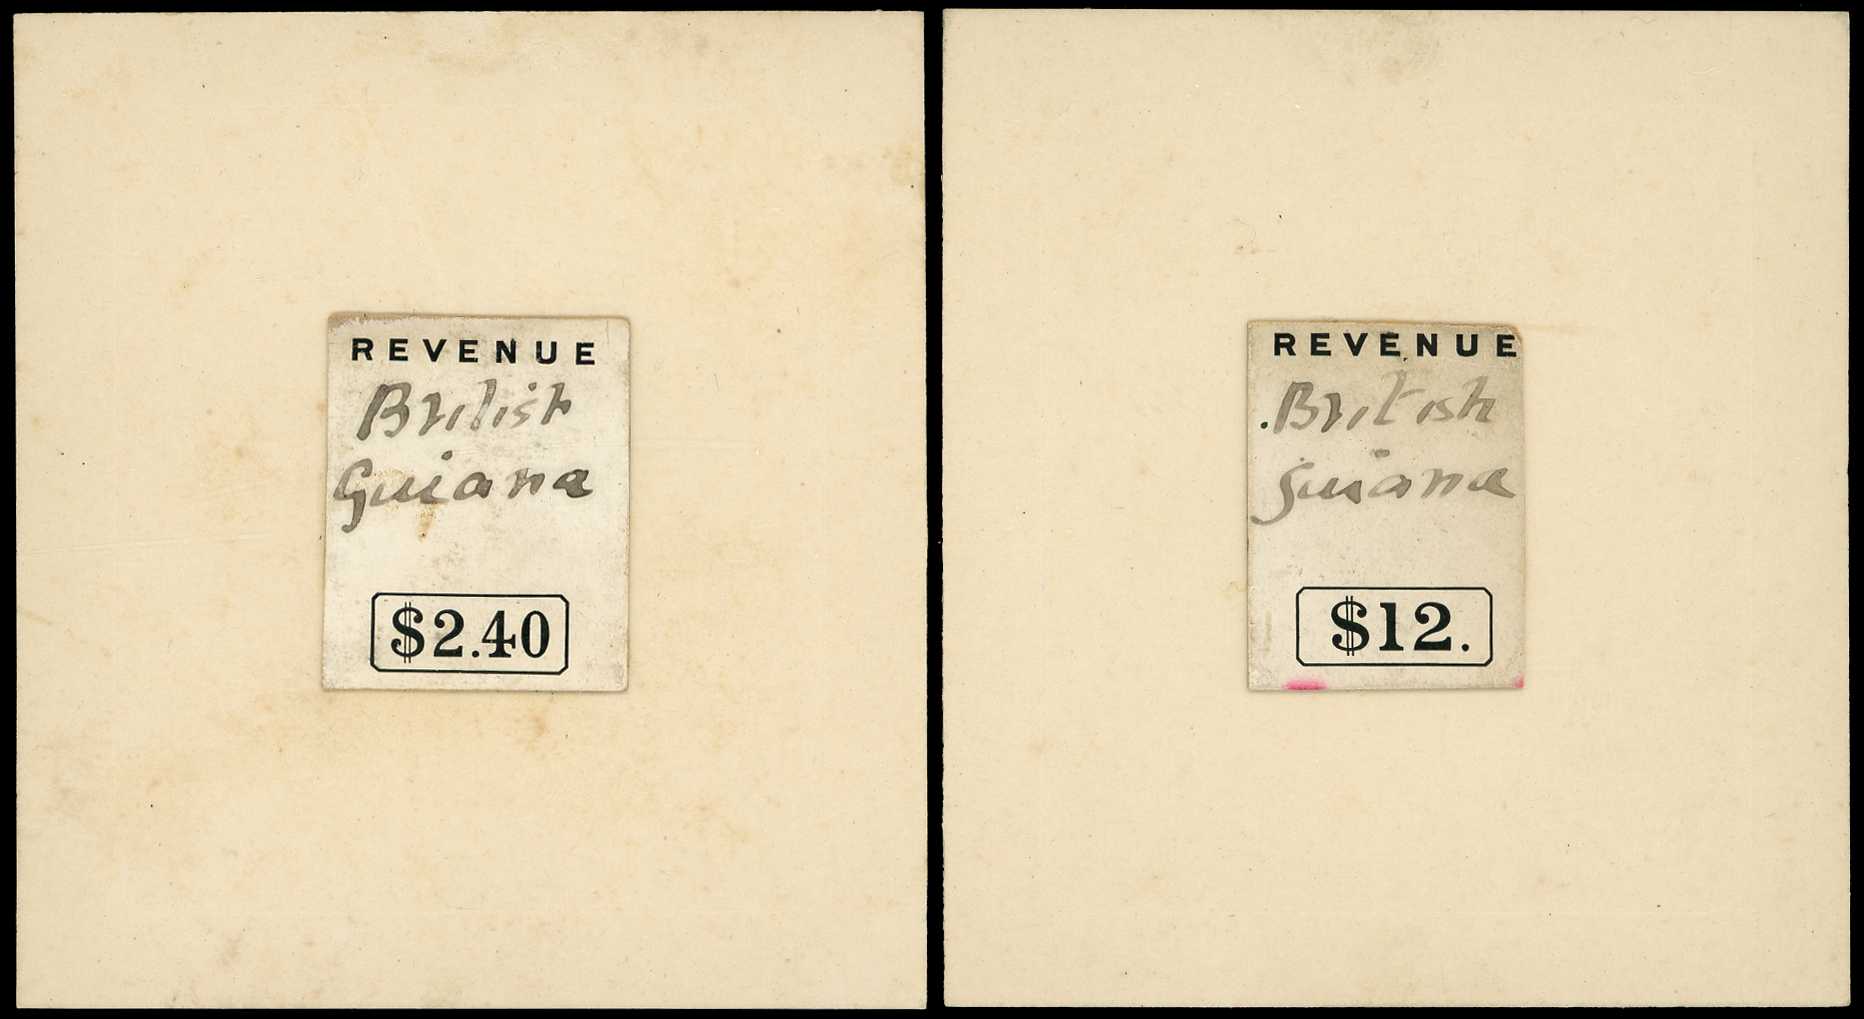 REVENUE
British
Guiana
$2.40
REVENUE
British
Guiana
$12.